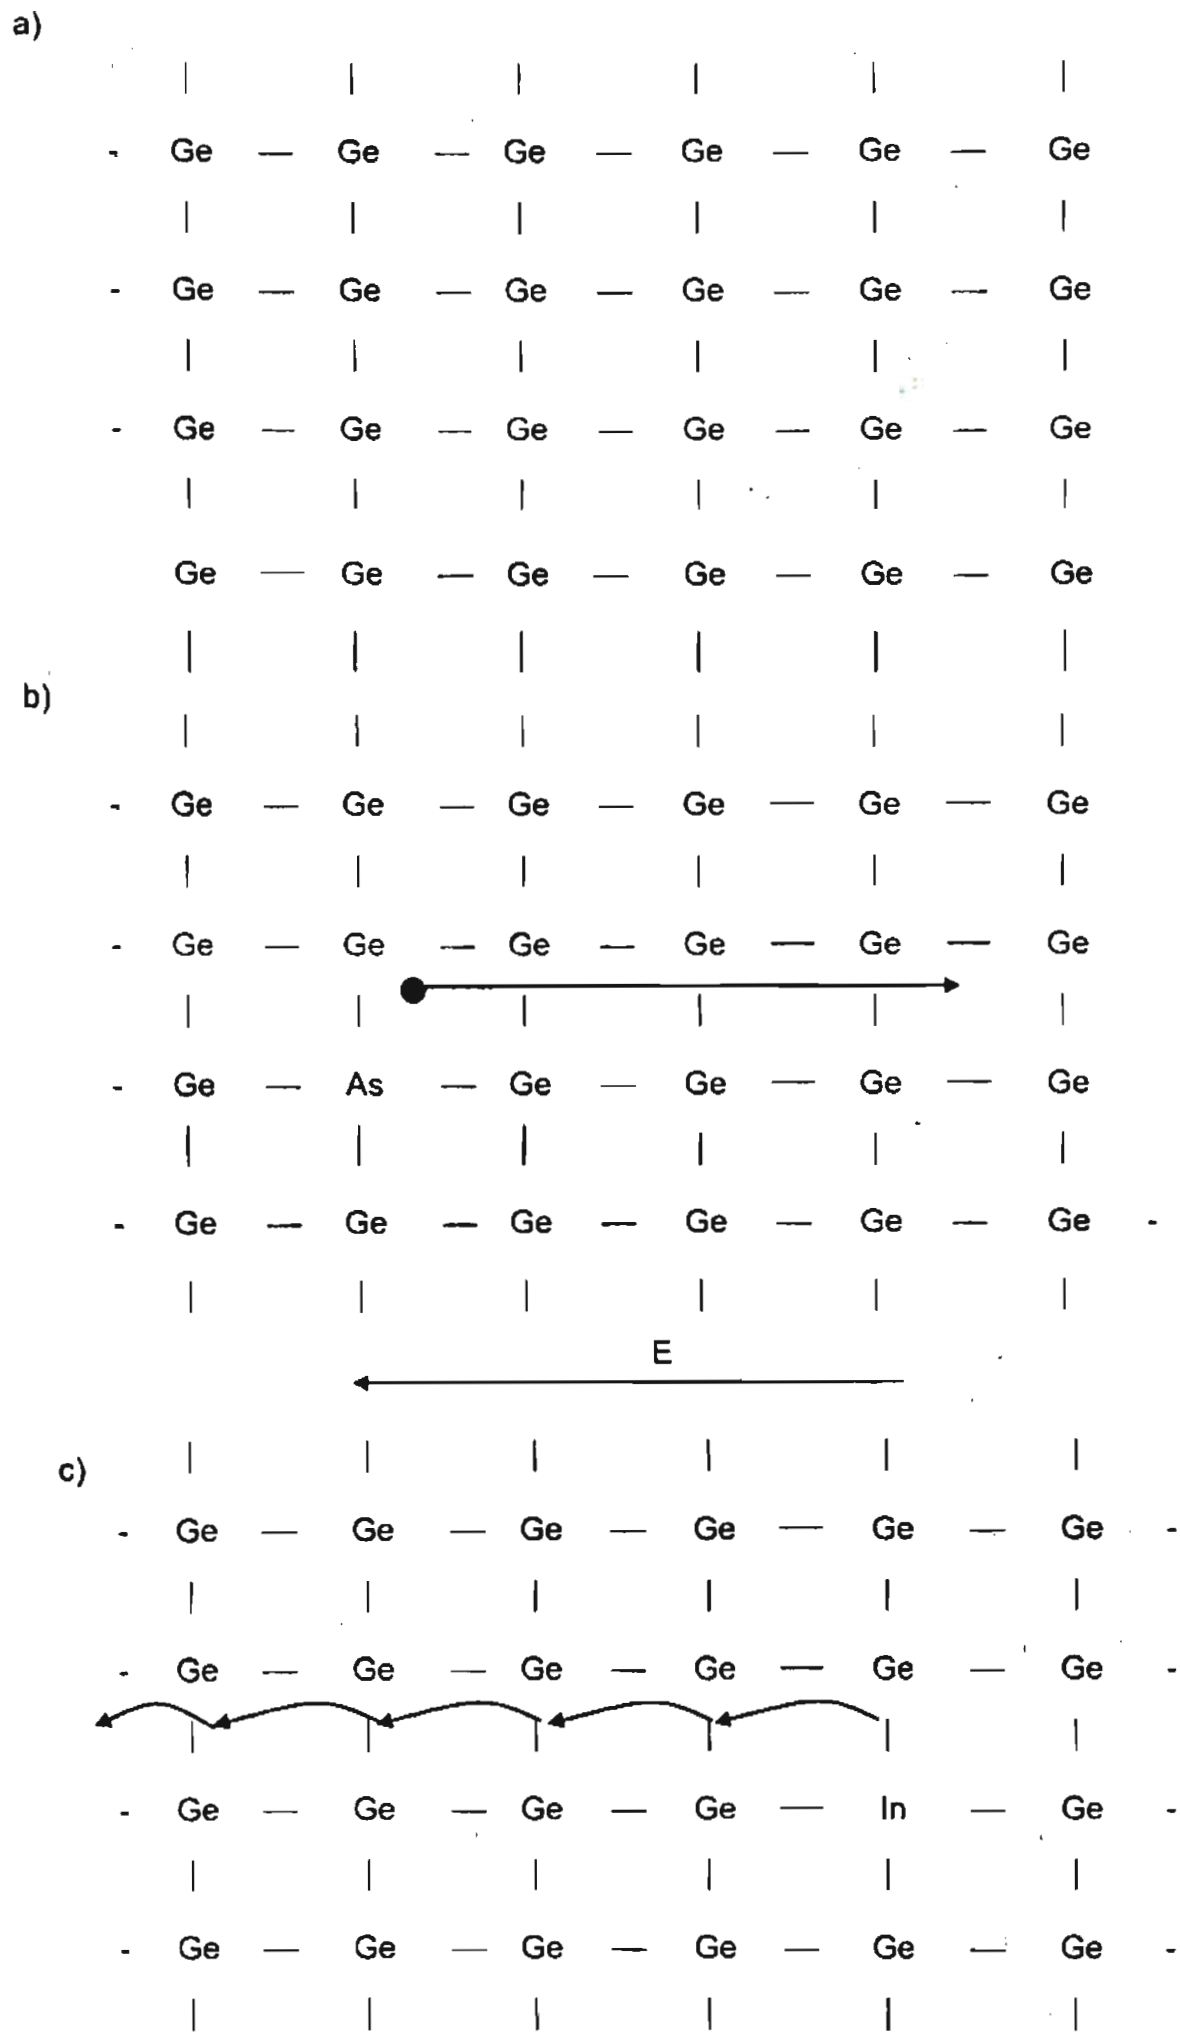 a)
Ge — Ge — Ge — Ge — Ge — Ge
Ge — Ge — Ge — Ge — Ge — Ge
Ge — Ge — Ge — Ge — Ge — Ge
Ge — Ge — Ge — Ge — Ge — Ge
b)
Ge — Ge — Ge — Ge — Ge — Ge
Ge — Ge — Ge — Ge — Ge — Ge
Ge — As — Ge — Ge — Ge — Ge
Ge — Ge — Ge — Ge — Ge — Ge
E
c)
Ge — Ge — Ge — Ge — Ge — Ge
Ge — Ge — Ge — Ge — Ge — Ge
Ge — Ge — Ge — Ge — In — Ge
Ge — Ge — Ge — Ge — Ge — Ge